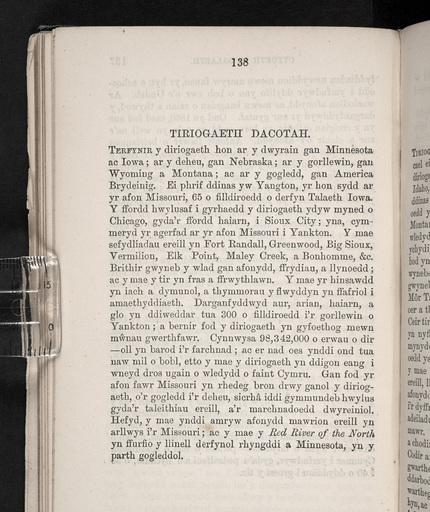 138
TIRIOGAETH DACOTAH.
TERFYNIR y diriogaeth hon ar y dwyrain gan Minnesota
ac Iowa; ar y deheu, gan Nebraska; ar y gorllewin, gan
Wyoming a Montana; ac ar y gogledd, gan America
Brydeinig. Ei phrif ddinas yw Yangton, yr hon sydd ar
yr afon Missouri, 65 o filldiroedd o derfyn Talaeth Iowa.
Y ffordd hwylusaf i gyrhaedd y diriogaeth ydyw myned o
Chicago, gyda'r ffordd haiarn, i Sioux City; yna, cym-
meryd yr agerfad ar yr afon Missouri i Yankton. Y mae
sefydliadau ereill yn Fort Randall, Greenwood, Big Sioux,
Vermilion, Elk Point, Maley Creek, a Bonhomme, &c.
Brithir gwyneb y wlad gan afonydd, ffrydiau, a llynoedd;
ac y mae y tir yn fras a ffrwythlawn. Y mae yr hinsawdd
yn iach a dymunol, a thymmorau y flwyddyn yn ffafriol i
amaethyddiaeth. Darganfyddwyd aur, arian, haiarn, a
glo yn ddiweddar tua 300 o filldiroedd i'r gorllewin o
Yankton; a bernir fod y diriogaeth yn gyfoethog mewn
mŵnau gwerthfawr. Cynnwysa 98,342,000 o erwau o dir
—oll yn barod i'r farchnad; ac er nad oes ynddi ond tua
naw mil o bobl, etto y mae y diriogaeth yn ddigon eang i
wneyd dros ugain o wledydd o faint Cymru. Gan fod yr
afon fawr Missouri yn rhedeg bron drwy ganol y diriog-
aeth, o'r gogledd i'r deheu, sicrhâ iddi gymmundeb hwylus
gyda'r taleithiau ereill, a'r marchnadoedd dwyreiniol.
Hefyd, y mae ynddi amryw afonydd mawrion ereill yn
arllwys i'r Missouri; ac y mae y Red River of the North
yn ffurfio y llinell derfynol rhyngddi a Minnesota, yn y
parth gogleddol.